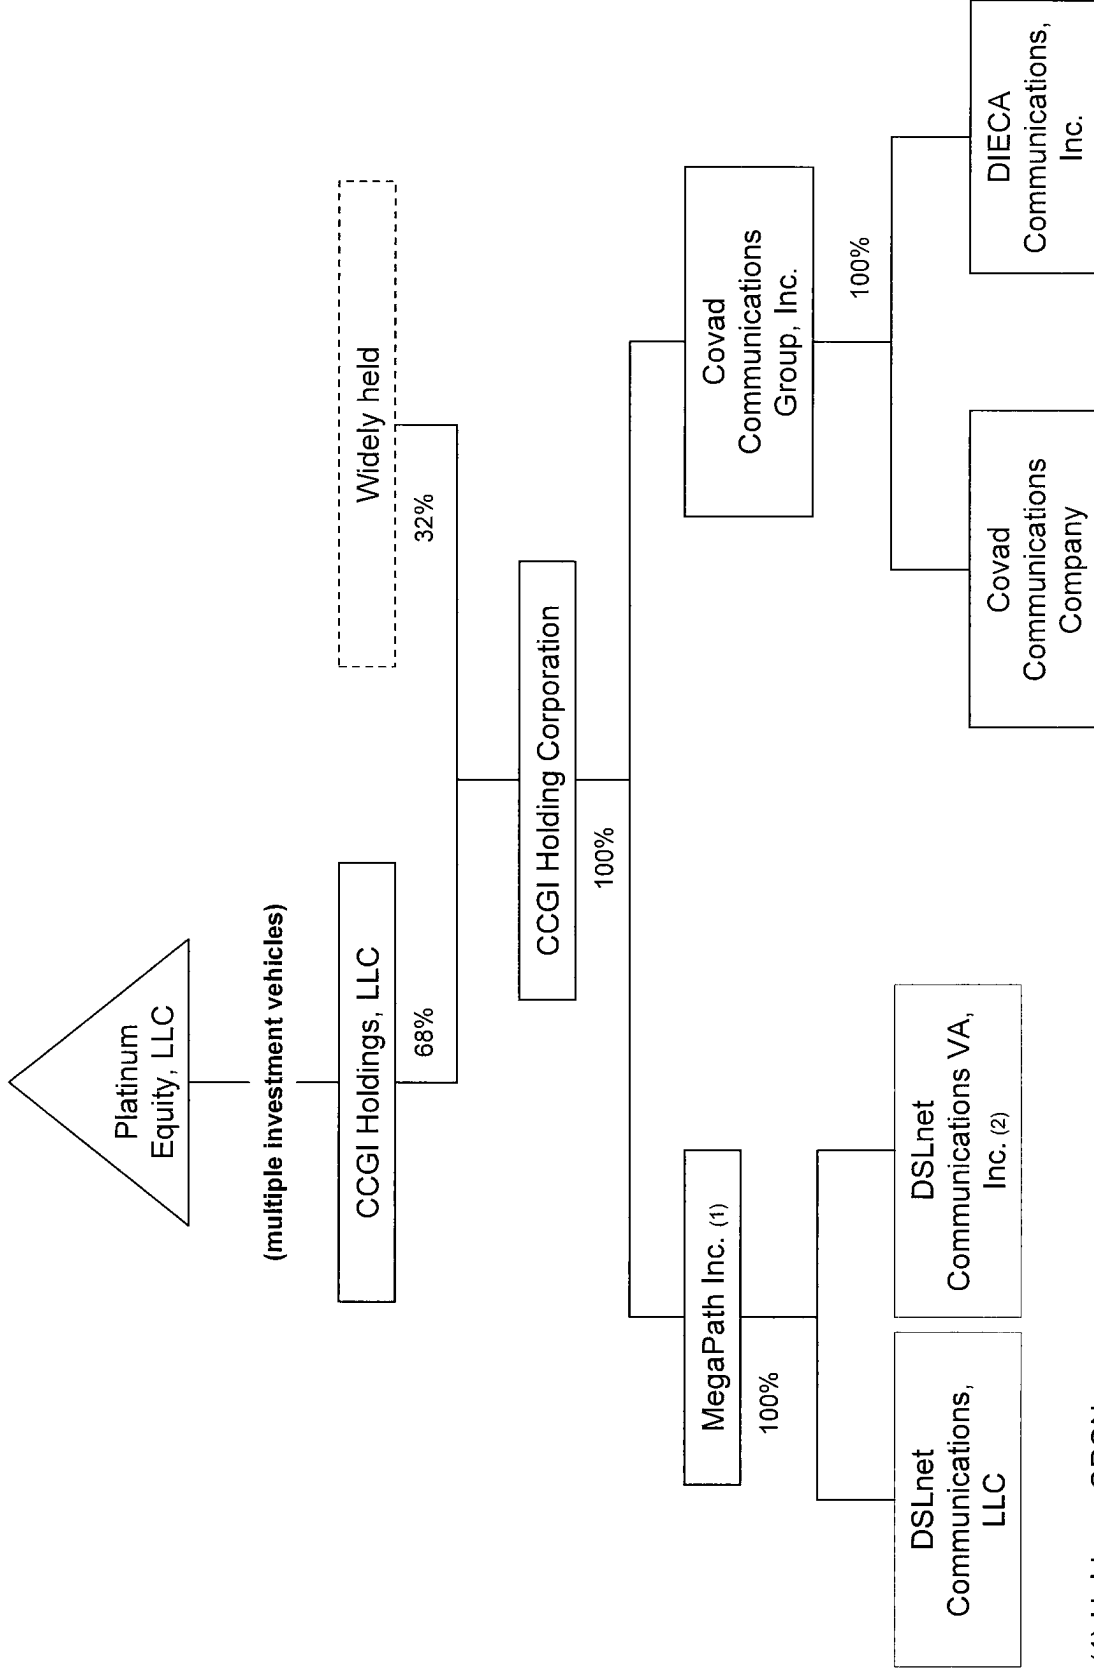 Platinum
Equity, LLC
(multiple investment vehicles)
CCGI Holdings, LLC
Widely held
68%
32%
CCGI Holding Corporation
100%
MegaPath Inc. (1)
Covad
Communications
Group, Inc.
100%
100%
DSLnet
Communications,
LLC
DSLnet
Communications VA,
Inc. (2)
Covad
Communications
Company
DIECA
Communications,
Inc.